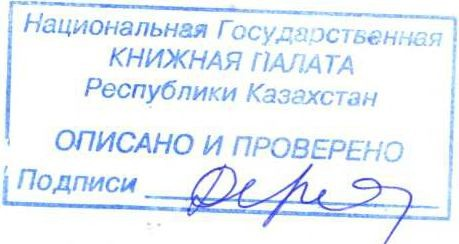 Национальная Государственная
КНИЖНАЯ ПАЛАТА
Республики Казахстан
ОПИСАНО И ПРОВЕРЕНО
Подписи